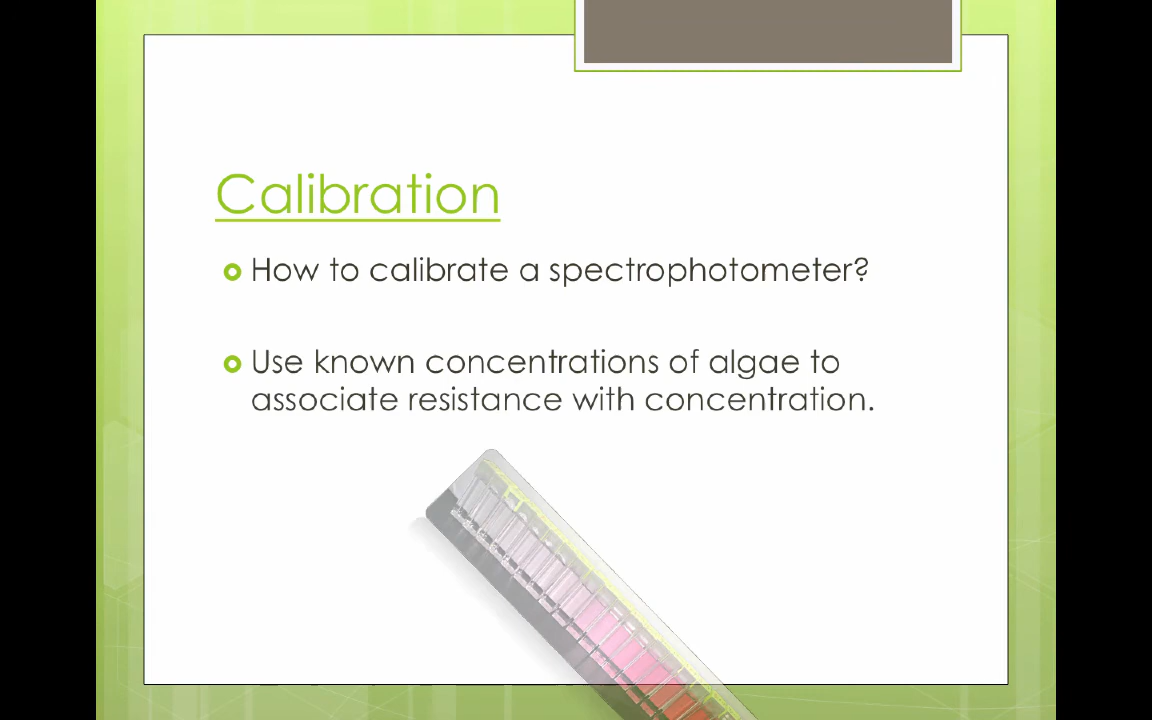 Calibration
How to calibrate a spectrophotometer?
Use known concentrations of algae to
associate resistance with concentration.